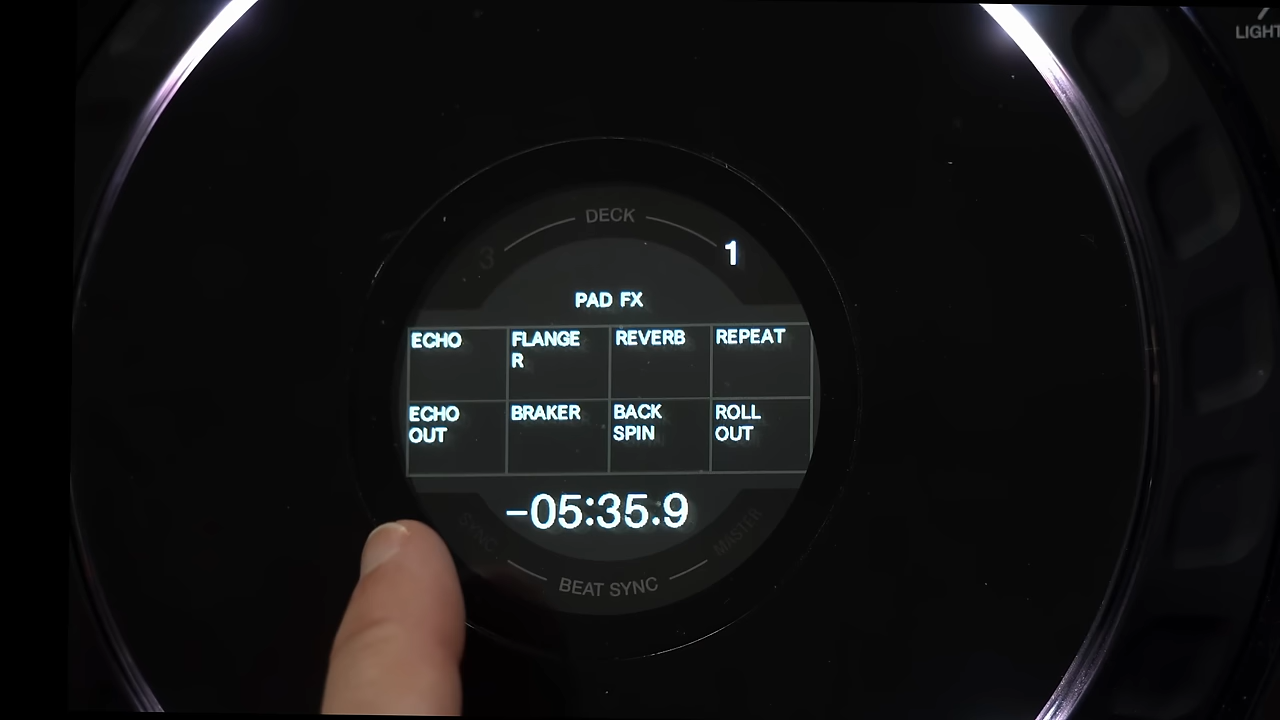 LIGHT
DECK
3 1
PAD FX
ECHO FLANGE REVERB REPEAT
R
ECHO BRAKER BACK ROLL
OUT SPIN OUT
-05:35.9
SYNC MASTER
BEAT SYNC